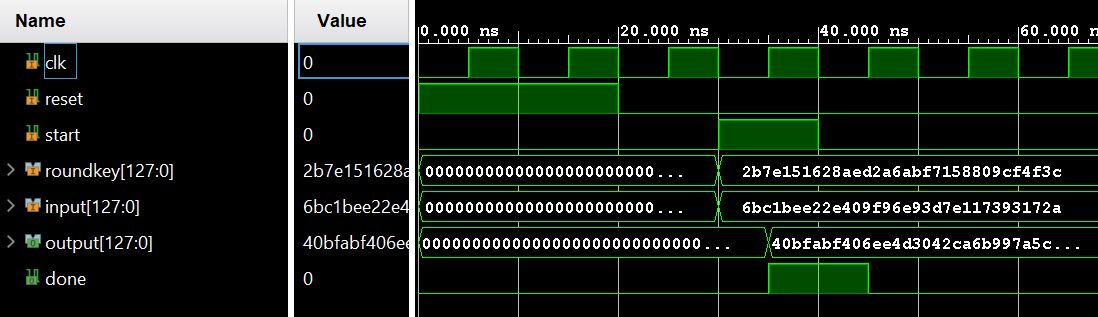 Name Value 0.000 ns 20.000 ns 40.000 ns 60.000 ns
clk 0
reset 0
start 0
roundkey[127:0] 2b7e151628a 00000000000000000000000... 2b7e151628aed2a6abf7158809cf4f3c
input[127:0] 6bc1bee22e4 00000000000000000000000... 6bc1bee22e409f96e93d7e117393172a
output[127:0] 40bfabf406ee 0000000000000000000000000000... 40bfabf406ee4d3042ca6b997a5c...
done 0